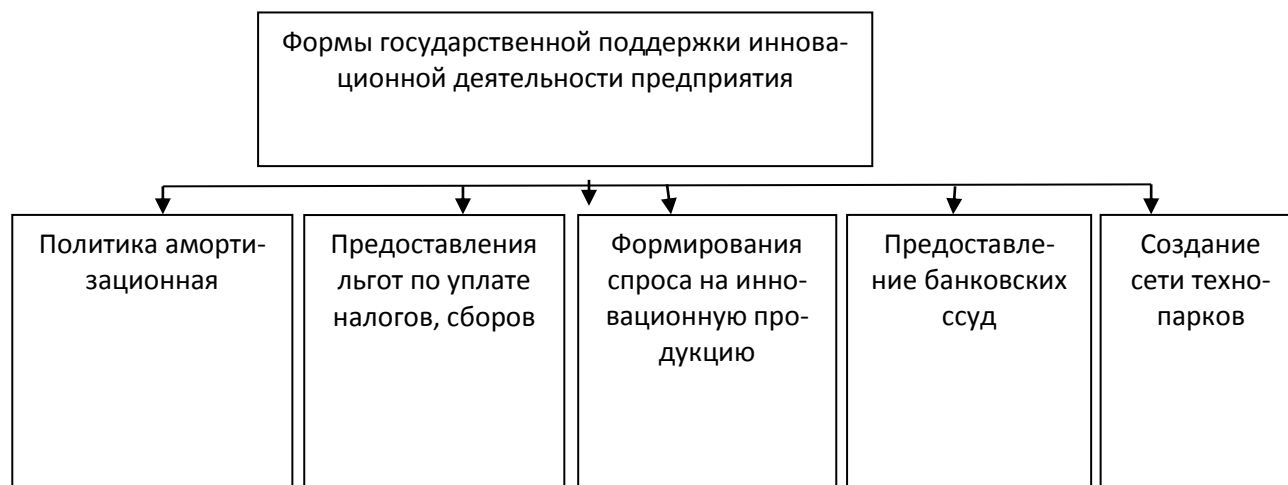 Формы государственной поддержки иннова-
ционной деятельности предприятия
Политика аморти-
зационная
Предоставления
льгот по уплате
налогов, сборов
Формирования
спроса на инно-
вационную про-
дукцию
Предоставле-
ние банковских
ссуд
Создание
сети техно-
парков